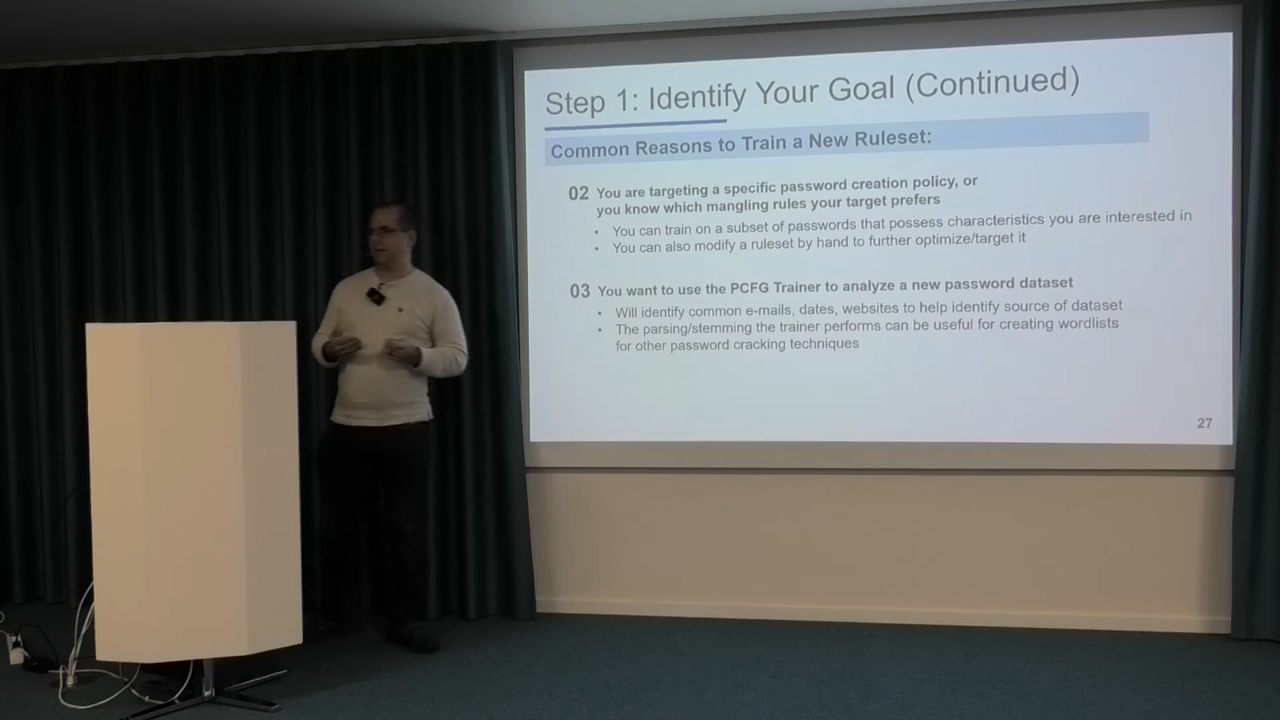 Step 1: Identify Your Goal (Continued)
Common Reasons to Train a New Ruleset:
02 You are targeting a specific password creation policy, or
you know which mangling rules your target prefers
• You can train on a subset of passwords that possess characteristics you are interested in
• You can also modify a ruleset by hand to further optimize/target it
03 You want to use the PCFG Trainer to analyze a new password dataset
• Will identify common e-mails, dates, websites to help identify source of dataset
• The parsing/stemming the trainer performs can be useful for creating wordlists
for other password cracking techniques
27